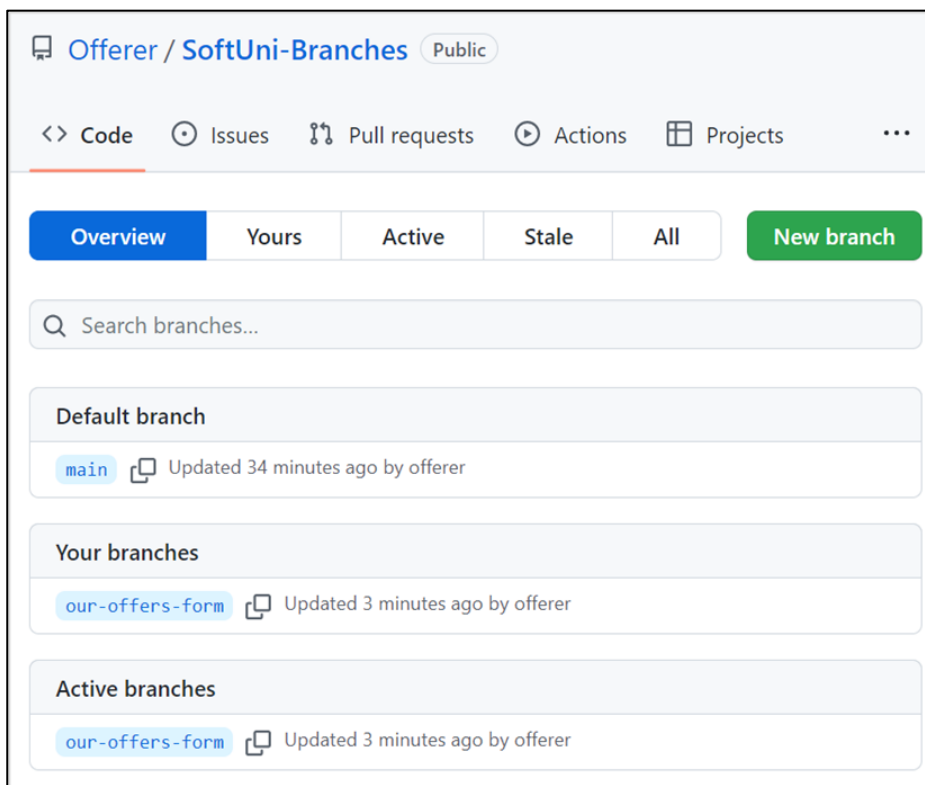 Offerer / SoftUni-Branches Public
Code Issues Pull requests Actions Projects ...
Overview Yours Active Stale All New branch
Search branches...
Default branch
main Updated 34 minutes ago by offerer
Your branches
our-offers-form Updated 3 minutes ago by offerer
Active branches
our-offers-form Updated 3 minutes ago by offerer